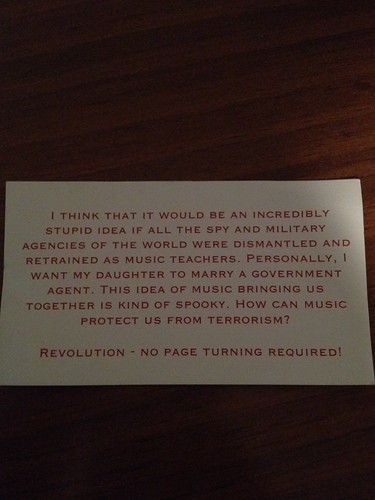 I THINK THAT IT WOULD BE AN INCREDIBLY
STUPID IDEA IF ALL THE SPY AND MILITARY
AGENCIES OF THE WORLD WERE DISMANTLED AND
RETRAINED AS MUSIC TEACHERS. PERSONALLY, I
WANT MY DAUGHTER TO MARRY A GOVERNMENT
AGENT. THIS IDEA OF MUSIC BRINGING US
TOGETHER IS KIND OF SPOOKY. HOW CAN MUSIC
PROTECT US FROM TERRORISM?
REVOLUTION - NO PAGE TURNING REQUIRED!